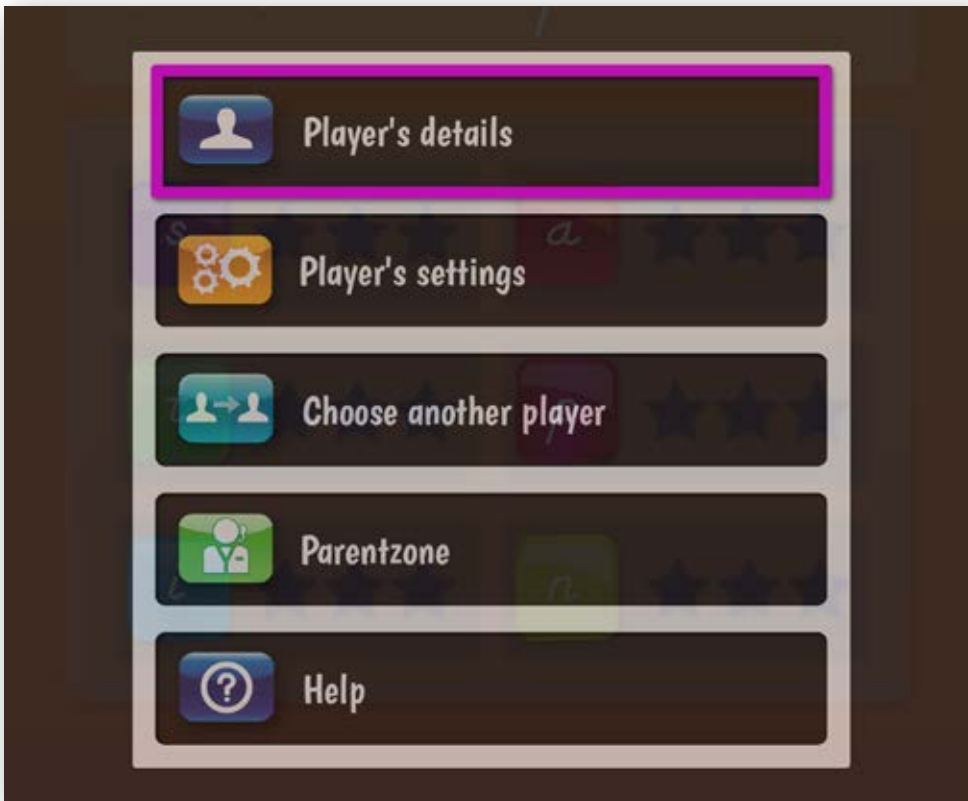 Player's details
s
a
Player's settings
Choose another player
p
Parentzone
n
Help